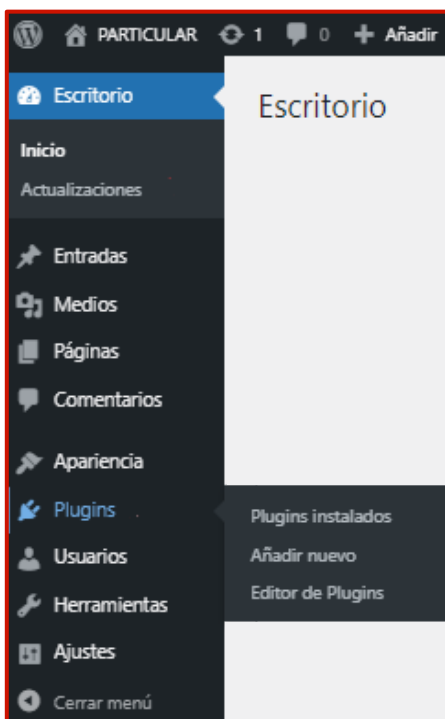 PARTICULAR 1 0 + Añadir
Escritorio
Escritorio
Inicio
Actualizaciones
Entradas
Medios
Páginas
Comentarios
Apariencia
Plugins
Plugins instalados
Añadir nuevo
Editor de Plugins
Usuarios
Herramientas
Ajustes
Cerrar menú